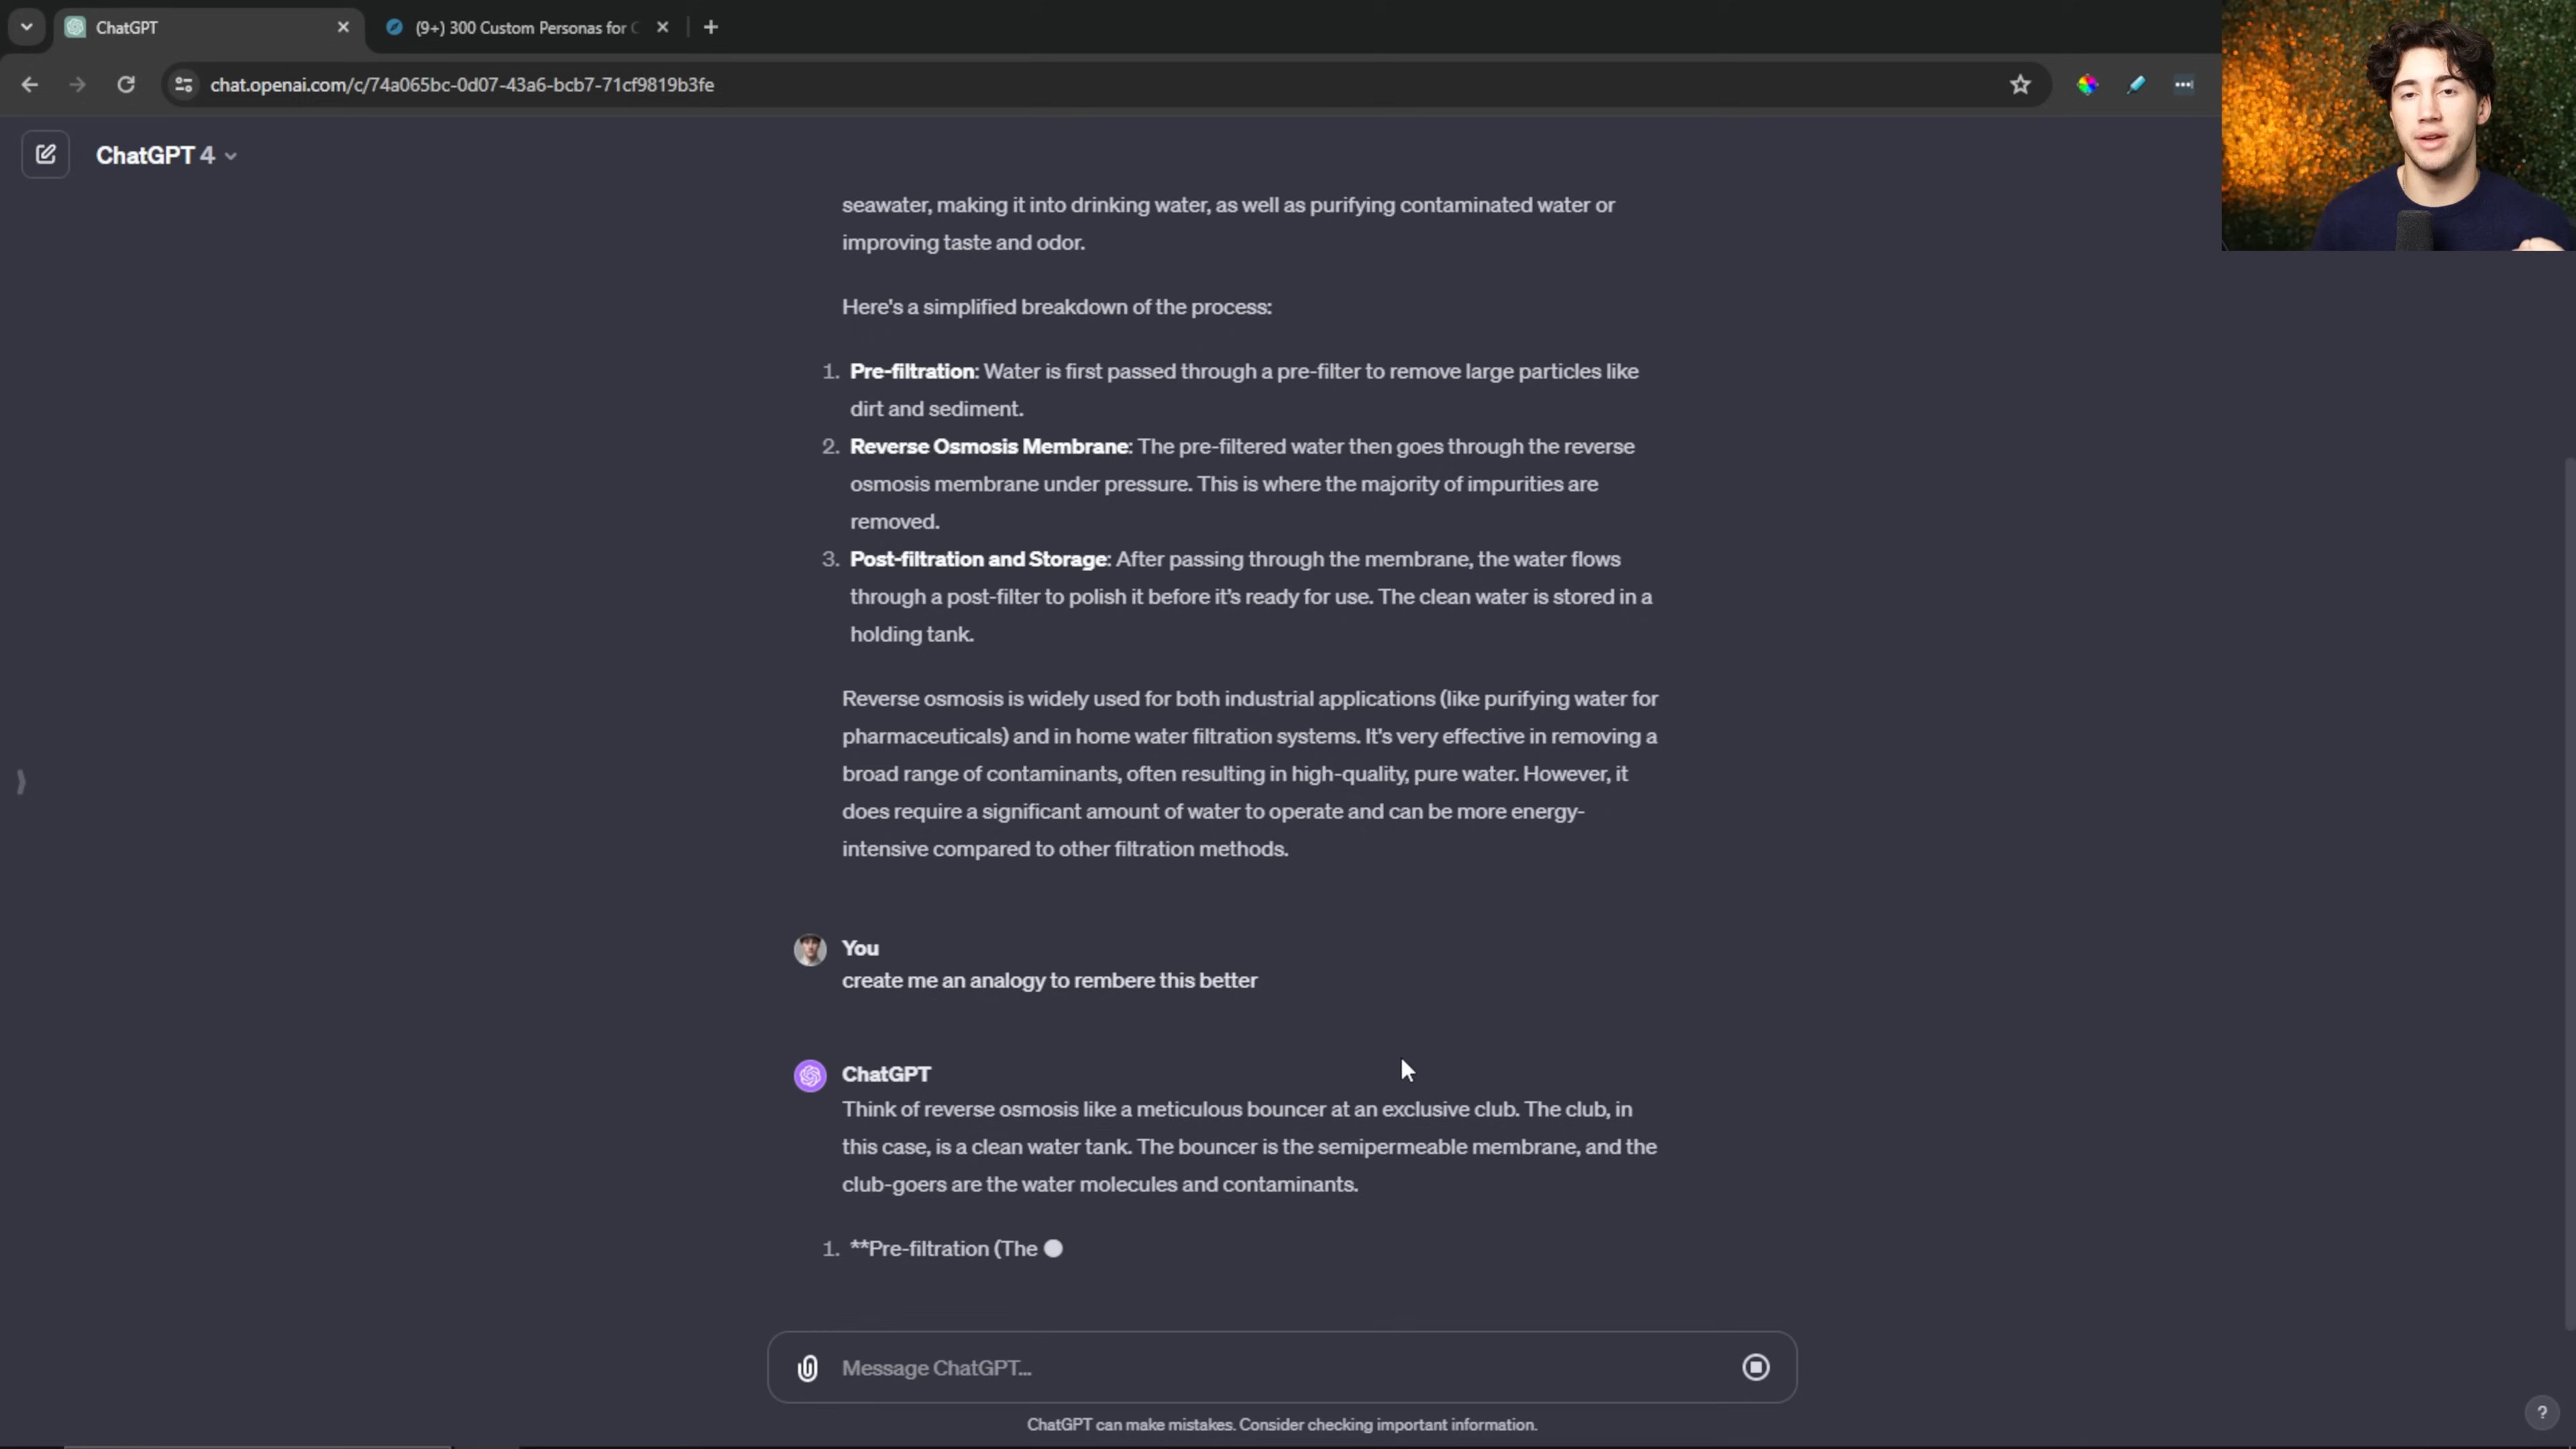 ChatGPT
(9+) 300 Custom Personas for
chat.openai.com/c/74a065bc-0d07-43a6-bcb7-71cf9819b3fe
ChatGPT 4
seawater, making it into drinking water, as well as purifying contaminated water or
improving taste and odor.
Here's a simplified breakdown of the process:
1. Pre-filtration: Water is first passed through a pre-filter to remove large particles like
dirt and sediment.
2. Reverse Osmosis Membrane: The pre-filtered water then goes through the reverse
osmosis membrane under pressure. This is where the majority of impurities are
removed.
3. Post-filtration and Storage: After passing through the membrane, the water flows
through a post-filter to polish it before it's ready for use. The clean water is stored in a
holding tank.
Reverse osmosis is widely used for both industrial applications (like purifying water for
pharmaceuticals) and in home water filtration systems. It's very effective in removing a
broad range of contaminants, often resulting in high-quality, pure water. However, it
does require a significant amount of water to operate and can be more energy-
intensive compared to other filtration methods.
You
create me an analogy to rembere this better
ChatGPT
Think of reverse osmosis like a meticulous bouncer at an exclusive club. The club, in
this case, is a clean water tank. The bouncer is the semipermeable membrane, and the
club-goers are the water molecules and contaminants.
1. **Pre-filtration (The
Message ChatGPT...
ChatGPT can make mistakes. Consider checking important information.
?